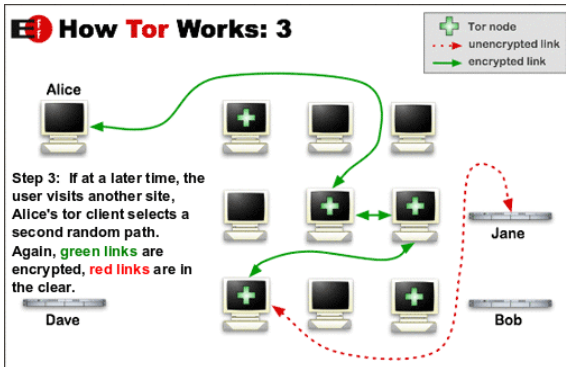 EFF How Tor Works: 3
Tor node
unencrypted link
encrypted link
Alice
Step 3: If at a later time, the
user visits another site,
Alice's tor client selects a
second random path.
Again, green links are
encrypted, red links are in
the clear.
Jane
Dave
Bob